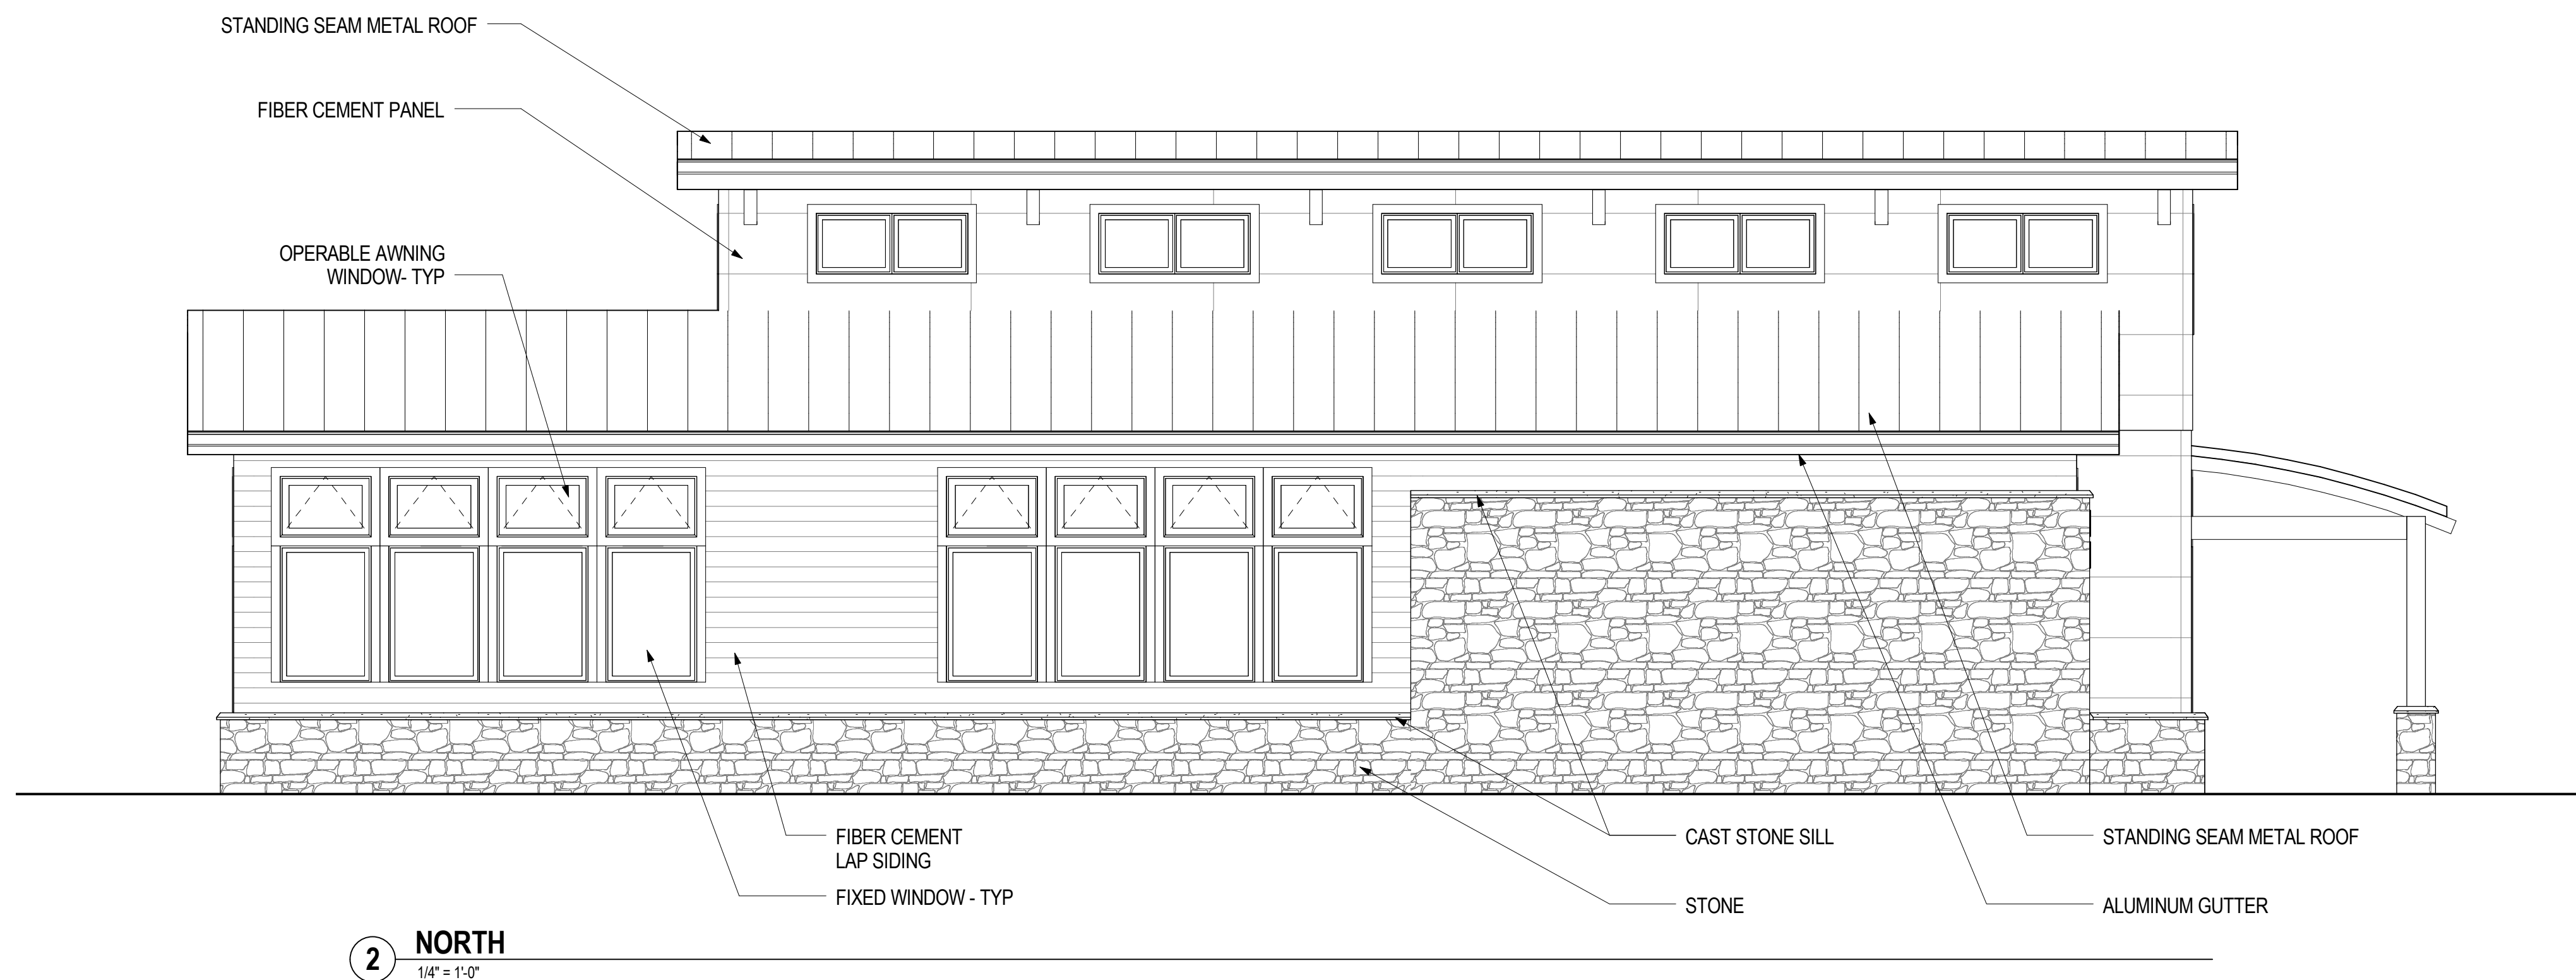 STANDING SEAM METAL ROOF
FIBER CEMENT PANEL
OPERABLE AWNING
WINDOW- TYP
FIBER CEMENT
LAP SIDING
FIXED WINDOW - TYP
CAST STONE SILL
STONE
STANDING SEAM METAL ROOF
ALUMINUM GUTTER
2
NORTH
1/4" = 1'-0"